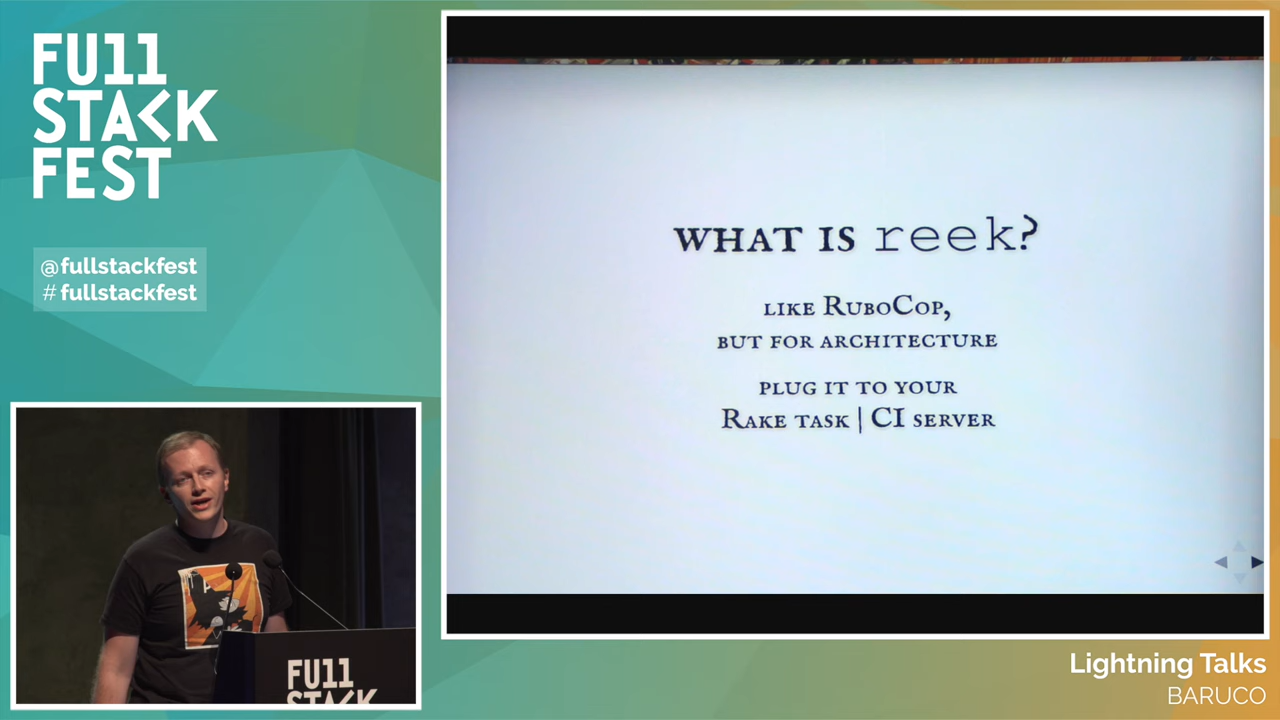 FU11
STACK
FEST
@fullstackfest
# fullstackfest
WHAT IS reek?
LIKE RUBOCOP,
BUT FOR ARCHITECTURE
PLUG IT TO YOUR
RAKE TASK | CI SERVER
FU11
STACK
Lightning Talks
BARUCO